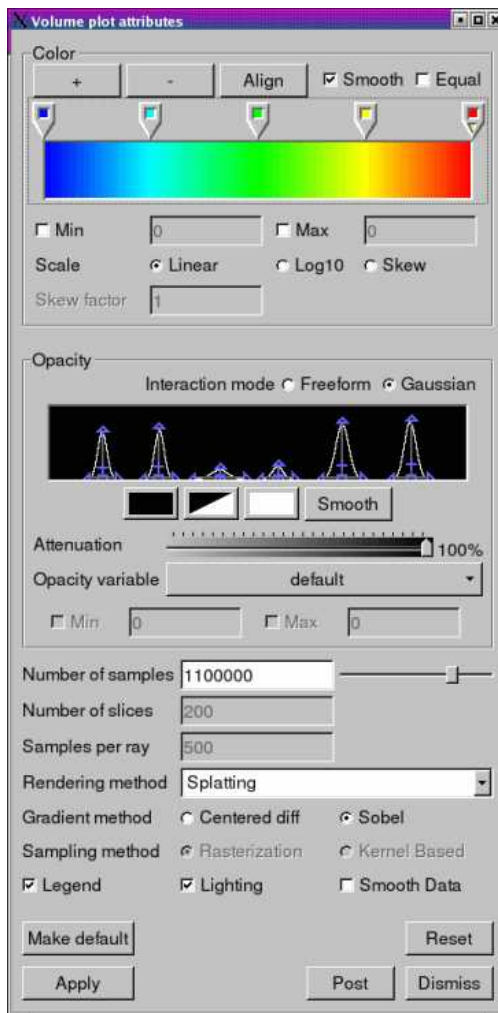 Volume plot attributes
Color
+ - Align Smooth Equal
Min 0 Max 0
Scale Linear Log10 Skew
Skew factor 1
Opacity
Interaction mode Freeform Gaussian
Smooth
Attenuation 100%
Opacity variable default
Min 0 Max 0
Number of samples 1100000
Number of slices 200
Samples per ray 500
Rendering method Splatting
Gradient method Centered diff Sobel
Sampling method Rasterization Kernel Based
Legend Lighting Smooth Data
Make default Reset
Apply Post Dismiss